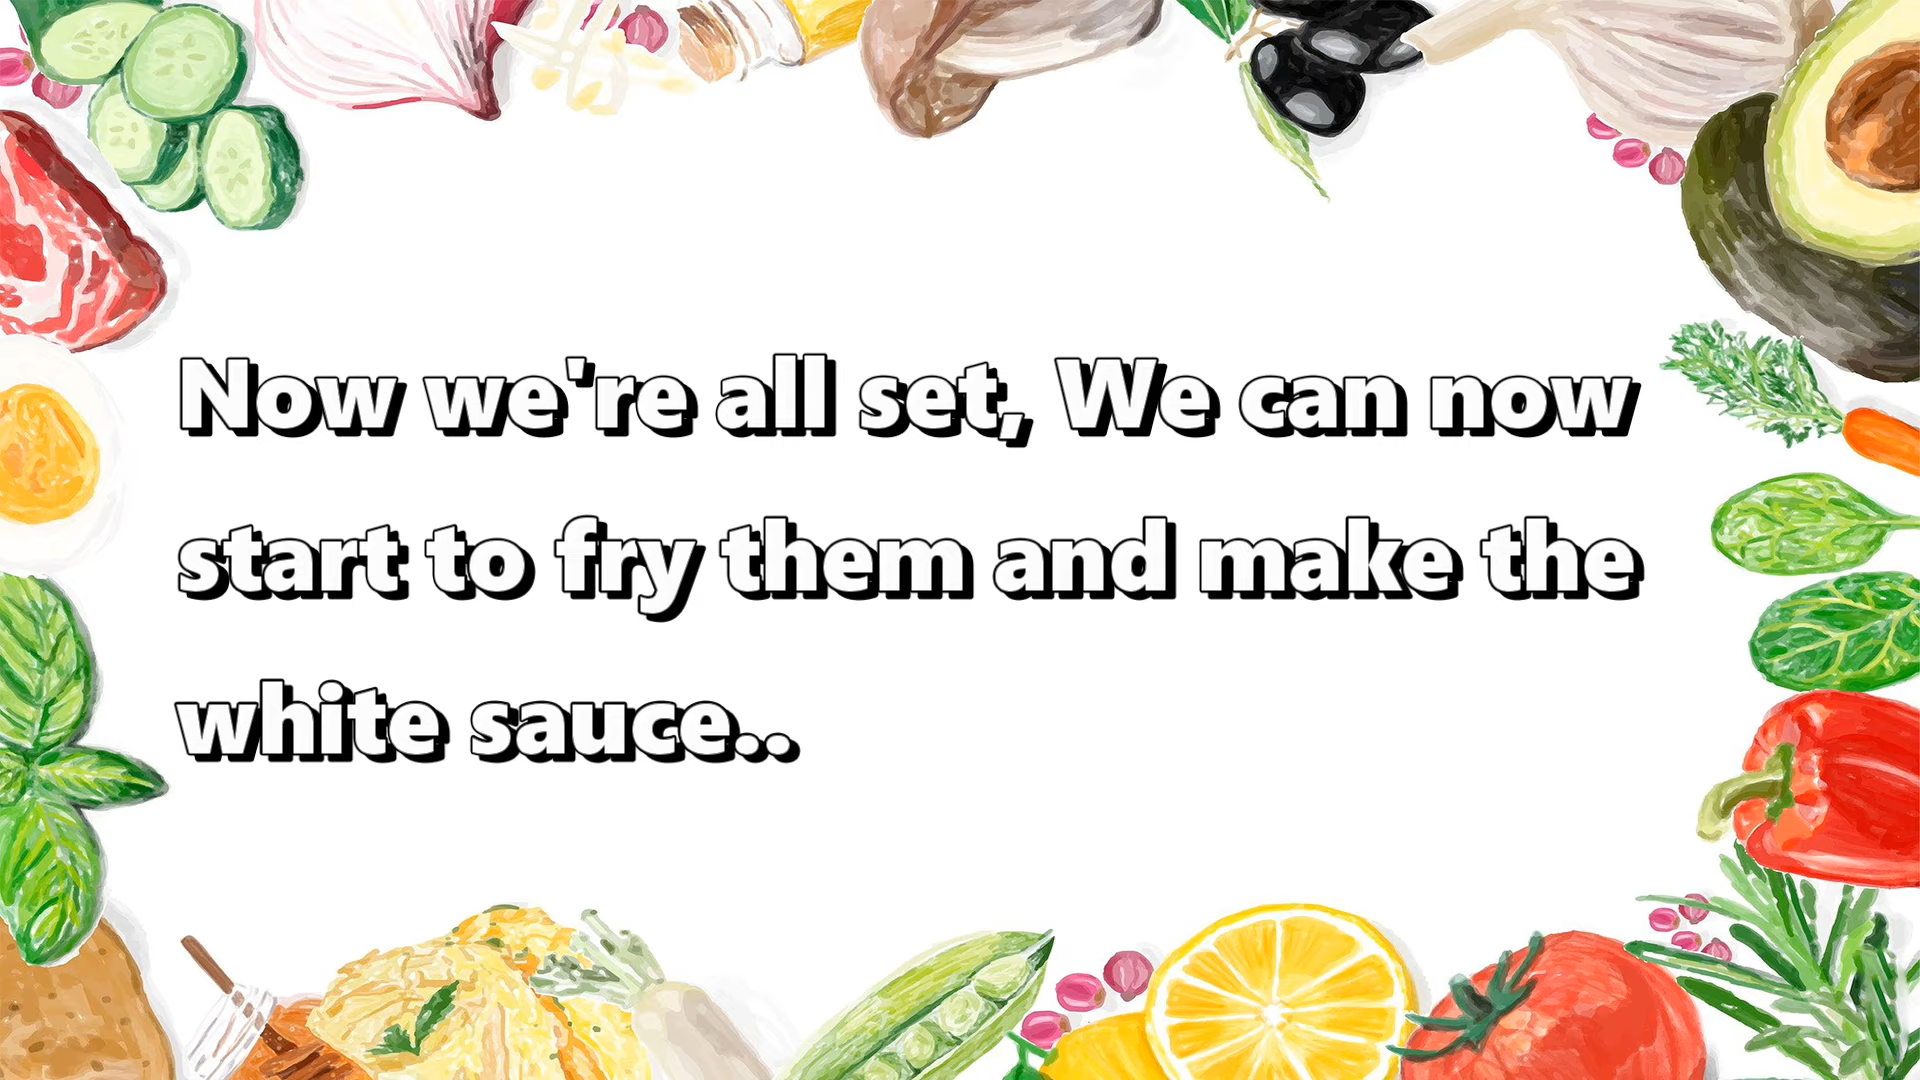 Now we're all set, We can now
start to fry them and make the
white sauce..